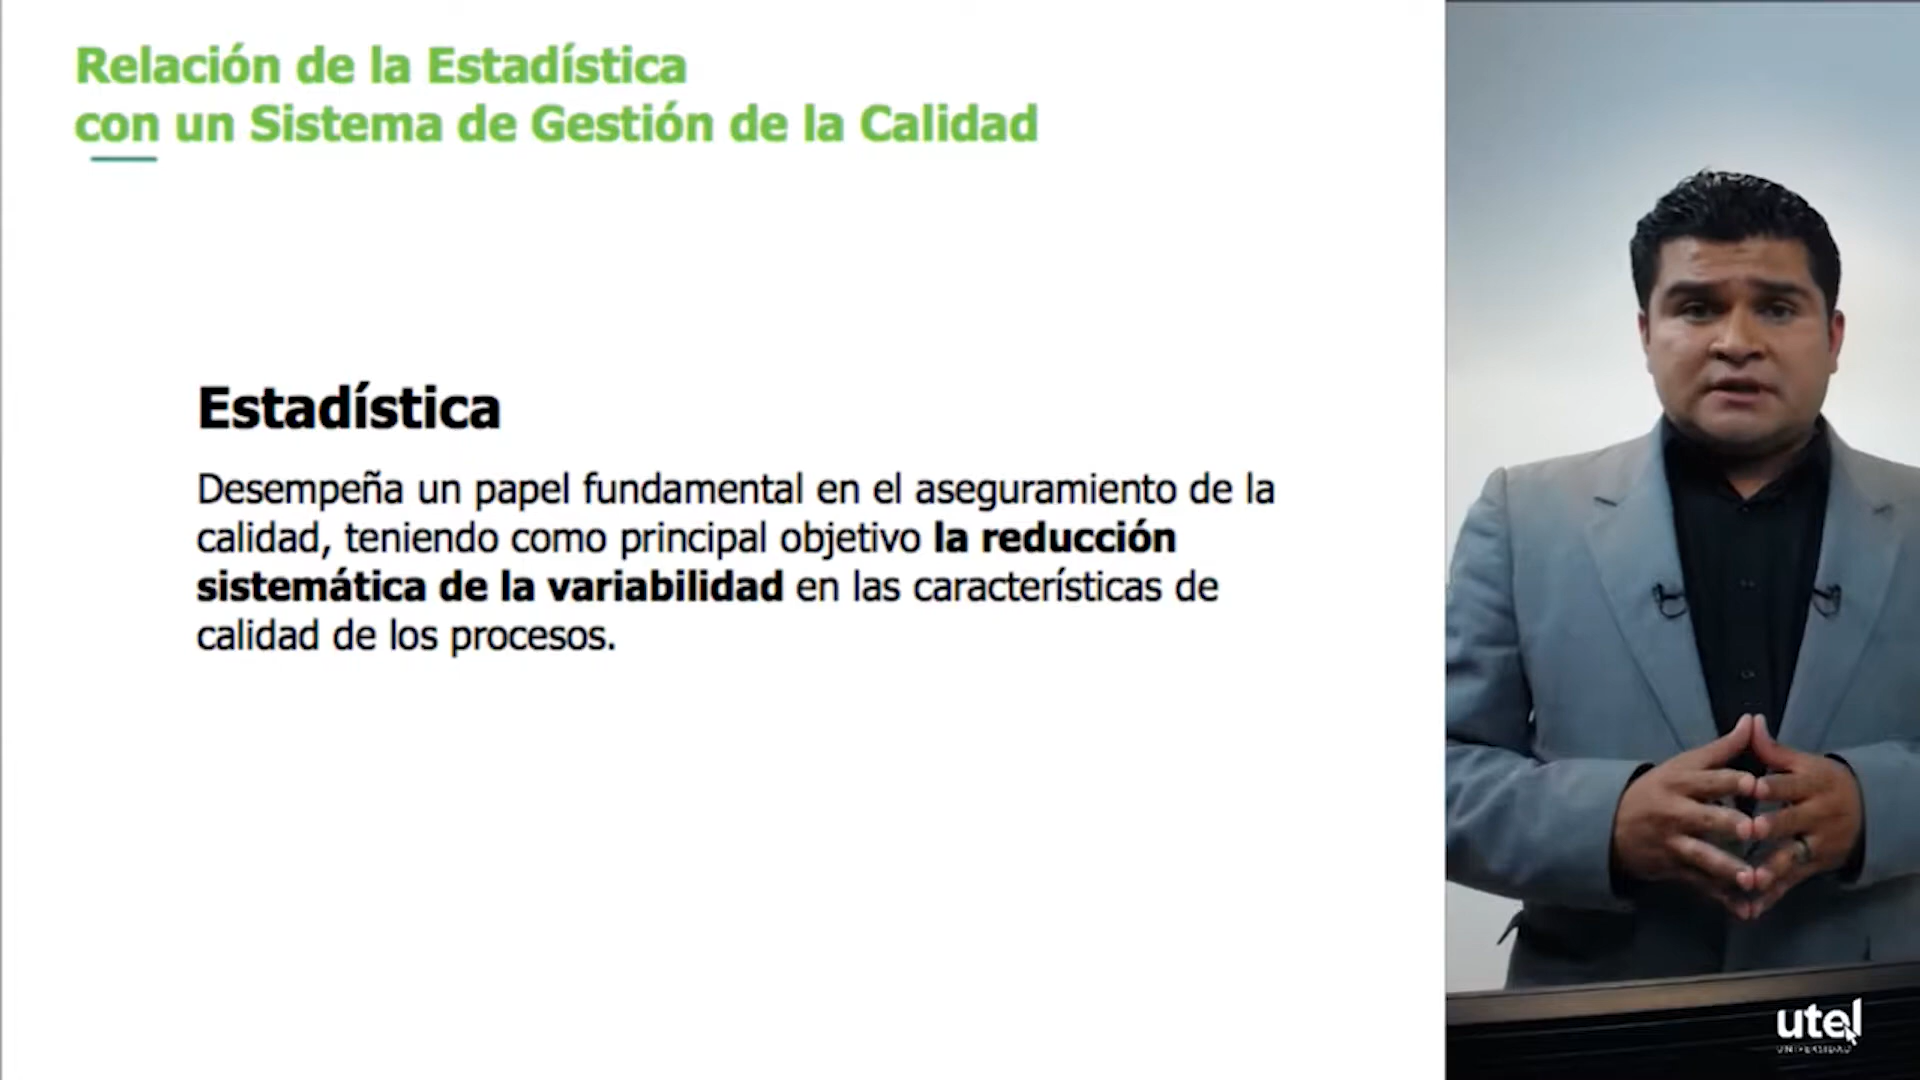 Relación de la Estadística
con un Sistema de Gestión de la Calidad
Estadística
Desempeña un papel fundamental en el aseguramiento de la
calidad, teniendo como principal objetivo la reducción
sistemática de la variabilidad en las características de
calidad de los procesos.
utel
UNIVERSIDAD